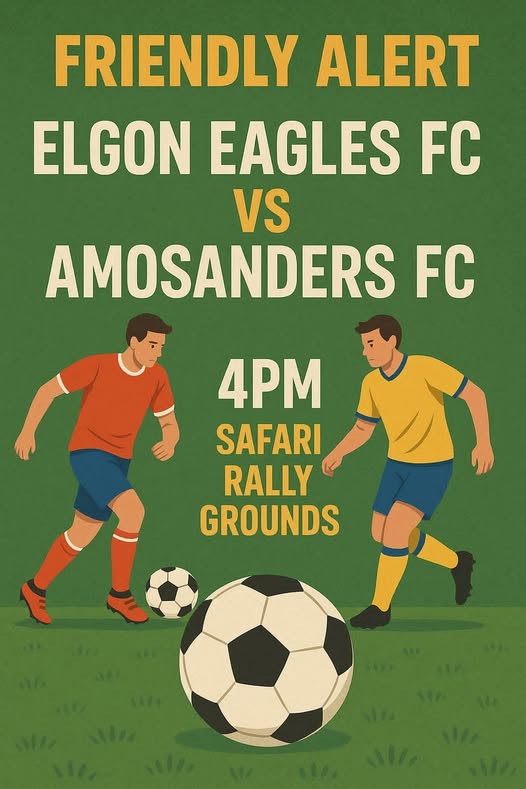 FRIENDLY ALERT
ELGON EAGLES FC
VS
AMOSANDERS FC
4PM
SAFARI
RALLY
GROUNDS